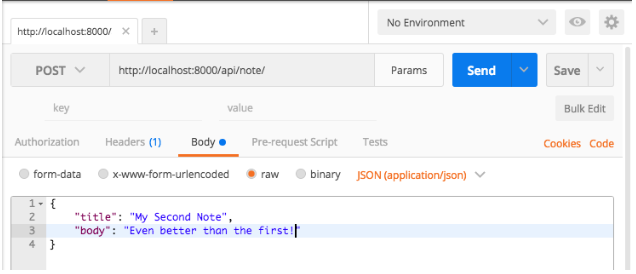 http://localhost:8000/ × +
No Environment
POST http://localhost:8000/api/note/ Params Send Save
key value Bulk Edit
Authorization Headers (1) Body Pre-request Script Tests Cookies Code
form-data x-www-form-urlencoded raw binary JSON (application/json)
1 {
2 "title": "My Second Note",
3 "body": "Even better than the first!"
4 }